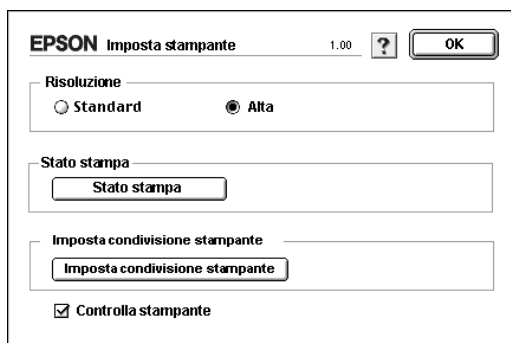 EPSON Imposta stampante 1.00 ? OK
Risoluzione
Standard Alta
Stato stampa
Stato stampa
Imposta condivisione stampante
Imposta condivisione stampante
Controlla stampante